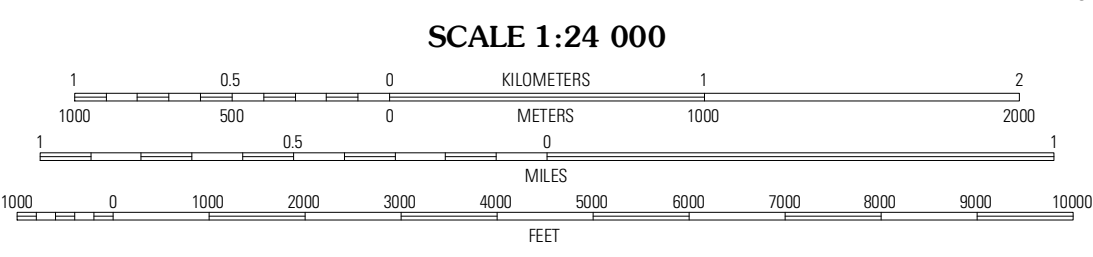 SCALE 1:24 000
1 0.5 0 KILOMETERS 1 2
1000 500 0 METERS 1000 2000
1 0.5 0 1
MILES
1000 0 1000 2000 3000 4000 5000 6000 7000 8000 9000 10000
FEET